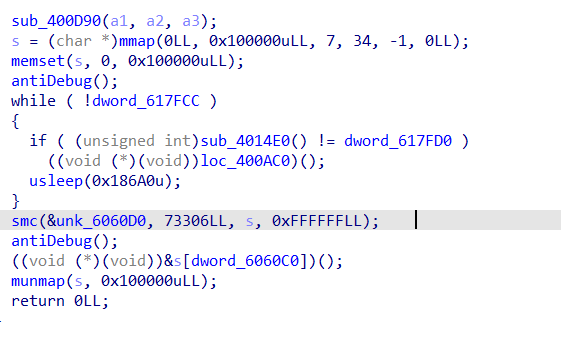 sub_400D90(a1, a2, a3);
s = (char *)mmap(0LL, 0x100000uLL, 7, 34, -1, 0LL);
memset(s, 0, 0x100000uLL);
antiDebug();
while ( !dword_617FCC )
{
  if ( (unsigned int)sub_4014E0() != dword_617FD0 )
    ((void (*)(void))loc_400AC0)();
  usleep(0x186A0u);
}
smc(&unk_6060D0, 73306LL, s, 0xFFFFFFLL);
antiDebug();
((void (*)(void))&s[dword_6060C0])();
munmap(s, 0x100000uLL);
return 0LL;